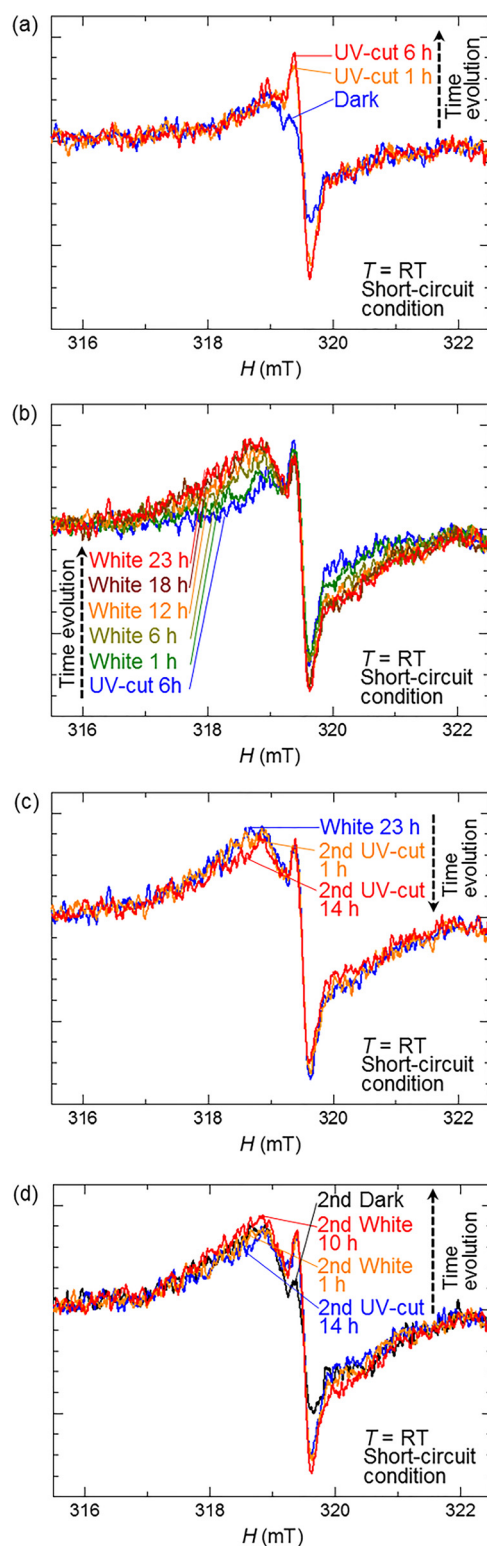 (a)
UV-cut 6 h
UV-cut 1 h
Dark
Time
evolution
T = RT
Short-circuit
condition
316 318 320 322
H (mT)
(b)
White 23 h
White 18 h
White 12 h
White 6 h
White 1 h
UV-cut 6h
Time evolution
T = RT
Short-circuit
condition
316 318 320 322
H (mT)
(c)
White 23 h
2nd UV-cut
1 h
2nd UV-cut
14 h
Time
evolution
T = RT
Short-circuit
condition
316 318 320 322
H (mT)
(d)
2nd Dark
2nd White
10 h
2nd White
1 h
2nd UV-cut
14 h
Time
evolution
T = RT
Short-circuit
condition
316 318 320 322
H (mT)